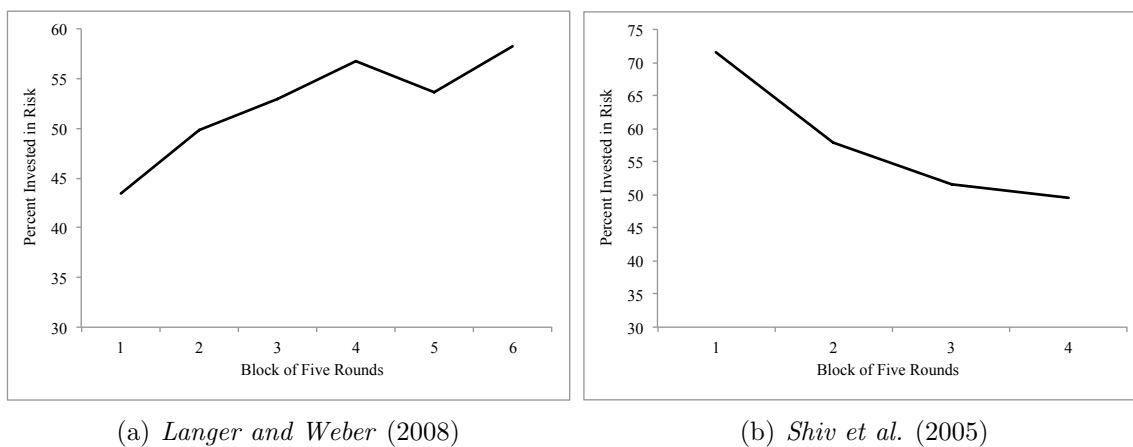 Percent Invested in Risk
60
55
50
45
40
35
30
1 2 3 4 5 6
Block of Five Rounds
(a) Langer and Weber (2008)
Percent Invested in Risk
75
70
65
60
55
50
45
40
35
30
1 2 3 4
Block of Five Rounds
(b) Shiv et al. (2005)